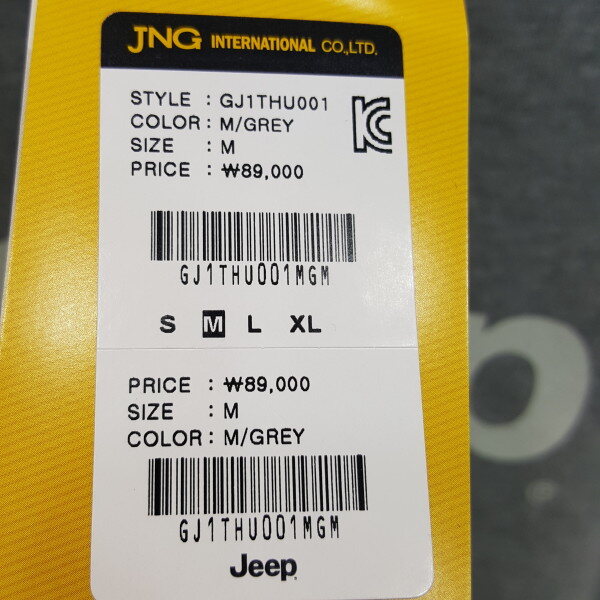 JNG INTERNATIONAL CO.,LTD.
STYLE : GJ1THU001
COLOR : M/GREY
SIZE : M
PRICE : ₩89,000
GJ1THU001MGM
S M L XL
PRICE : ₩89,000
SIZE : M
COLOR : M/GREY
GJ1THU001MGM
Jeep